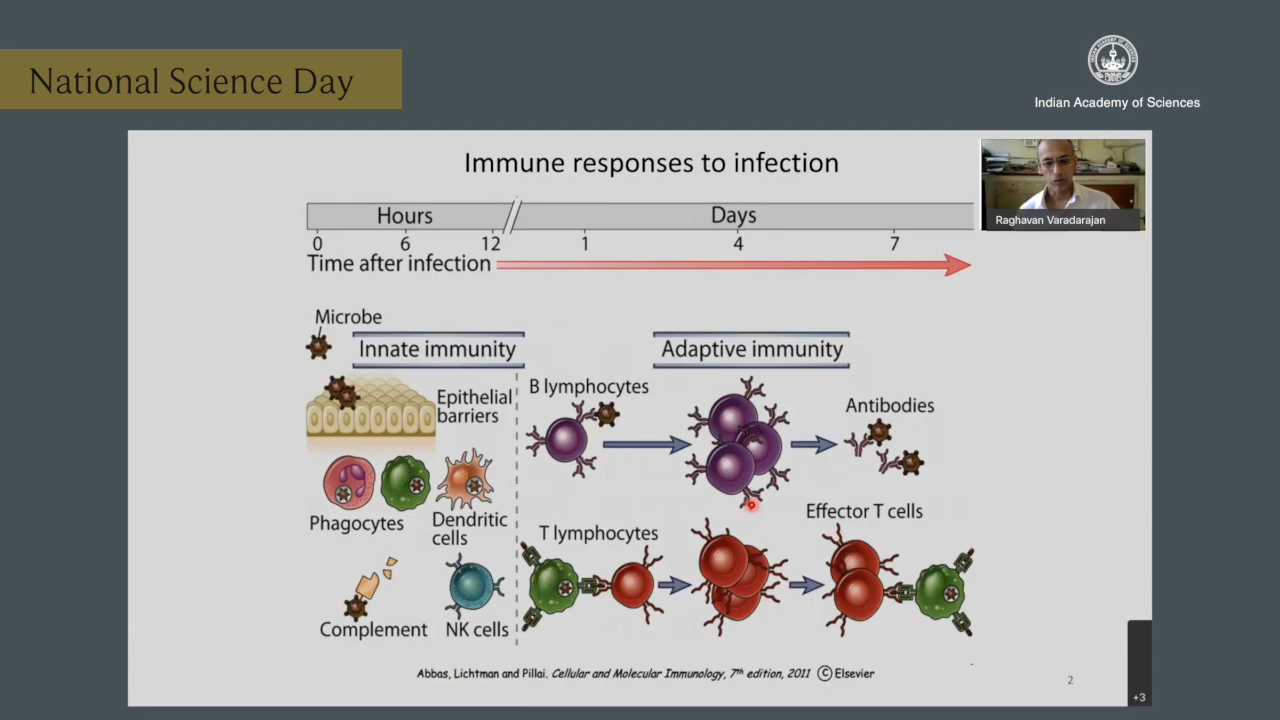 National Science Day
Indian Academy of Sciences
Immune responses to infection
Raghavan Varadarajan
Hours Days
0 6 12 1 4 7
Time after infection
Microbe
Innate immunity Adaptive immunity
Epithelial
barriers
B lymphocytes
Antibodies
Phagocytes
Dendritic
cells
T lymphocytes
Effector T cells
Complement
NK cells
Abbas, Lichtman and Pillai. Cellular and Molecular Immunology, 7th edition, 2011 © Elsevier
2
+3